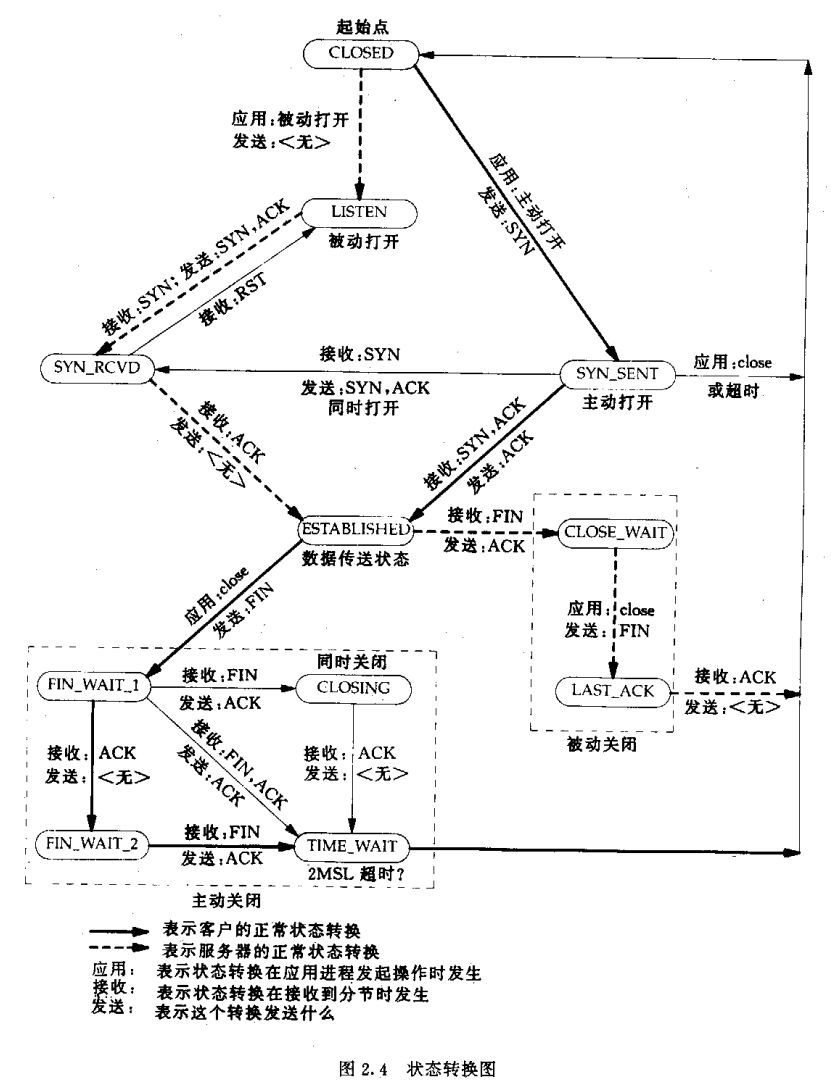 起始点
CLOSED
应用:被动打开
发送:<无>
应用:主动打开
发送:SYN
LISTEN
被动打开
接收:SYN; 发送:SYN,ACK
接收:RST
SYN_RCVD
接收:SYN
发送:SYN,ACK
同时打开
SYN_SENT
主动打开
应用:close
或超时
接收:ACK
发送:<无>
接收:SYN,ACK
发送:ACK
ESTABLISHED
数据传送状态
接收:FIN
发送:ACK
CLOSE_WAIT
应用:close
发送:FIN
应用: close
发送: FIN
LAST_ACK
接收:ACK
发送:<无>
被动关闭
同时关闭
FIN_WAIT_1
接收:FIN
发送:ACK
CLOSING
接收: ACK
发送: <无>
接收:FIN,ACK
发送:ACK
接收: ACK
发送: <无>
FIN_WAIT_2
接收:FIN
发送:ACK
TIME_WAIT
2MSL 超时?
主动关闭
表示客户的正常状态转换
表示服务器的正常状态转换
应用: 表示状态转换在应用进程发起操作时发生
接收: 表示状态转换在接收到分节时发生
发送: 表示这个转换发送什么
图 2.4 状态转换图